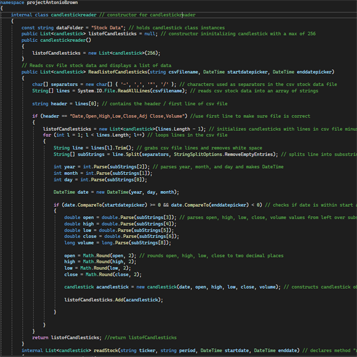 namespace projectAntonioBrown
{
internal class candlestickreader // constructor for candlestickreader
{
const string dataFolder = "Stock Data"; // holds candlestick class instances
public List<candlestick> listofCandlesticks = null; // constructor initializing candlestick with a max of 256
public candlestickreader()
{
listofCandlesticks = new List<candlestick>(256);
}
// Reads csv file stock data and displays a list of data
public List<candlestick> ReadlistofCandlesticks(string csvfilename, DateTime startdatepicker, DateTime enddatepicker)
{
char[] separators = new char[] { '-', ',', '"', '/' }; // characters used as separators in the csv stock data file
String[] lines = System.IO.File.ReadAllLines(csvfilename); // reads csv stock data into an array of strings
string header = lines[0]; // contains the header / first line of csv file
if (header == "Date,Open,High,Low,Close,Adj Close,Volume") //use first line to make sure file is correct
{
listofCandlesticks = new List<candlestick>(lines.Length - 1); // initializes candlesticks with lines in csv file minus
for (int l = 1; l < lines.Length; l++) // loops lines in the csv file
{
String line = lines[l].Trim(); // grabs csv file lines and removes white space
String[] subStrings = line.Split(separators, StringSplitOptions.RemoveEmptyEntries); // splits line into substrings
int year = int.Parse(subStrings[2]); // parses year, month, and day and makes DateTime
int month = int.Parse(subStrings[1]);
int day = int.Parse(subStrings[0]);
DateTime date = new DateTime(year, day, month);
if (date.CompareTo(startdatepicker) >= 0 && date.CompareTo(enddatepicker) < 0) // checks if date is within start a
{
double open = double.Parse(subStrings[3]); // parses open, high, low, close, volume values from left over sub
double high = double.Parse(subStrings[4]);
double low = double.Parse(subStrings[5]);
double close = double.Parse(subStrings[6]);
long volume = long.Parse(subStrings[8]);
open = Math.Round(open, 2); // rounds open, high, low, close to two decimal places
high = Math.Round(high, 2);
low = Math.Round(low, 2);
close = Math.Round(close, 2);
candlestick acandlestick = new candlestick(date, open, high, low, close, volume); // constructs candlestick ob
listofCandlesticks.Add(acandlestick);
}
}
}
return listofCandlesticks; //return listofCandlesticks
}
internal List<candlestick> readStock(string ticker, string period, DateTime startdate, DateTime enddate) // declares method 'r